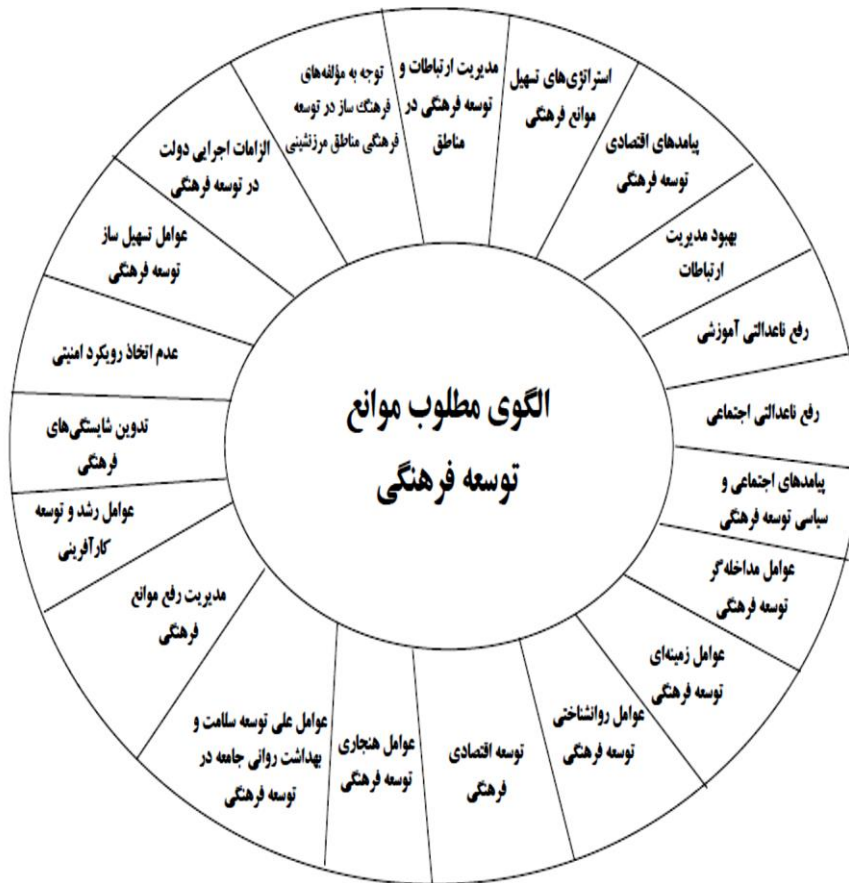 الگوی مطلوب موانع
توسعه فرهنگی
مدیریت ارتباطات و
توسعه فرهنگی در
مناطق
استراتژی‌های تسهیل
موانع فرهنگی
پیامدهای اقتصادی
توسعه فرهنگی
بهبود مدیریت
ارتباطات
رفع ناعدالتی آموزشی
رفع ناعدالتی اجتماعی
پیامدهای اجتماعی و
سیاسی توسعه فرهنگی
عوامل مداخله‌گر
توسعه فرهنگی
عوامل زمینه‌ای
توسعه فرهنگی
عوامل روانشناختی
توسعه فرهنگی
توسعه اقتصادی
فرهنگی
عوامل هنجاری
توسعه فرهنگی
عوامل علی توسعه سلامت و
بهداشت روانی جامعه در
توسعه فرهنگی
مدیریت رفع موانع
فرهنگی
عوامل رشد و توسعه
کارآفرینی
تدوین شایستگی‌های
فرهنگی
عدم اتخاذ رویکرد امنیتی
عوامل تسهیل ساز
توسعه فرهنگی
الزامات اجرایی دولت
در توسعه فرهنگی
توجه به مؤلفه‌های
فرهنگ ساز در توسعه
فرهنگی مناطق مرزنشینی